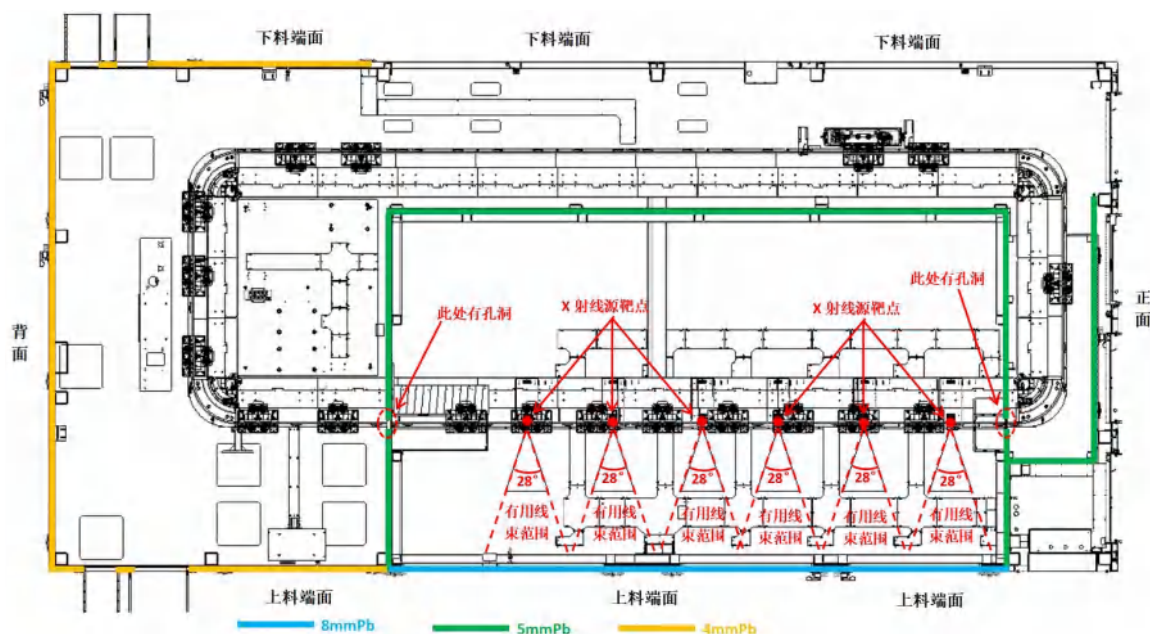 下料端面
下料端面
下料端面
此处有孔洞
X 射线源靶点
X 射线源靶点
此处有孔洞
背
面
正
面
28°
28°
28°
28°
28°
28°
有用线
束范围
有用线
束范围
有用线
束范围
有用线
束范围
有用线
束范围
有用线
束范围
上料端面
上料端面
上料端面
8mmPb
5mmPb
4mmPb